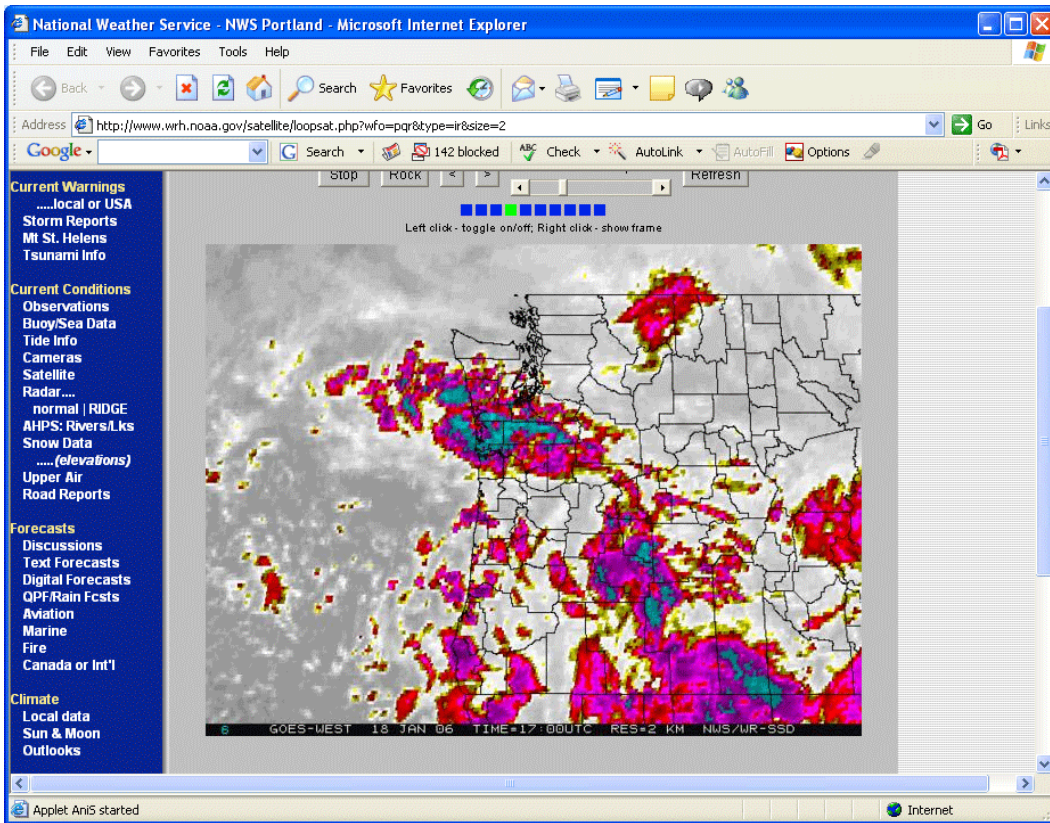 National Weather Service - NWS Portland - Microsoft Internet Explorer
File Edit View Favorites Tools Help
Back Search Favorites
Address http://www.wrh.noaa.gov/satellite/loopsat.php?wfo=pqr&type=ir&size=2 Go Links
Google Search 142 blocked ABC Check AutoLink AutoFill Options
Stop Rock < > Refresh
Left click - toggle on/off; Right click - show frame
Current Warnings
.....local or USA
Storm Reports
Mt St. Helens
Tsunami Info
Current Conditions
Observations
Buoy/Sea Data
Tide Info
Cameras
Satellite
Radar....
normal | RIDGE
AHPS: Rivers/Lks
Snow Data
.....(elevations)
Upper Air
Road Reports
Forecasts
Discussions
Text Forecasts
Digital Forecasts
QPF/Rain Fcsts
Aviation
Marine
Fire
Canada or Int'l
Climate
Local data
Sun & Moon
Outlooks
6 GOES-WEST 18 JAN 06 TIME=17:00UTC RES=2 KM NWS/WR-SSD
Applet AniS started Internet